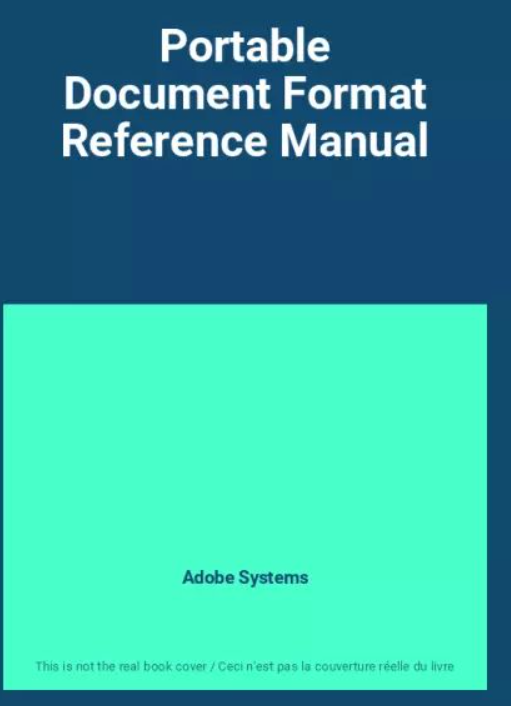 Portable
Document Format
Reference Manual
Adobe Systems
This is not the real book cover / Ceci n'est pas la couverture réelle du livre